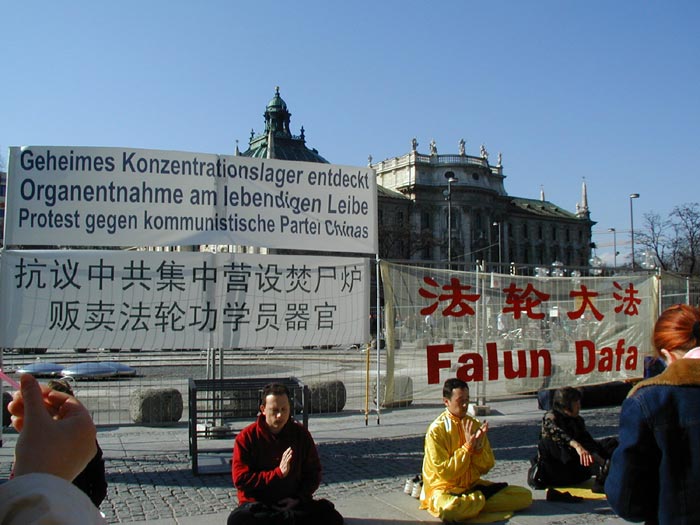 Geheimes Konzentrationslager entdeckt
Organentnahme am lebendigen Leibe
Protest gegen kommunistische Partei Chinas
抗议中共集中营设焚尸炉
贩卖法轮功学员器官
法轮大法
Falun Dafa